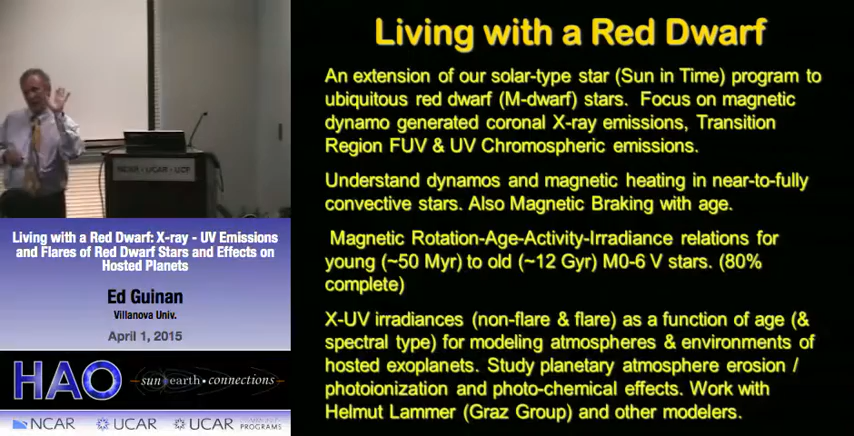 Living with a Red Dwarf
An extension of our solar-type star (Sun in Time) program to
ubiquitous red dwarf (M-dwarf) stars. Focus on magnetic
dynamo generated coronal X-ray emissions, Transition
Region FUV & UV Chromospheric emissions.
Understand dynamos and magnetic heating in near-to-fully
convective stars. Also Magnetic Braking with age.
Magnetic Rotation-Age-Activity-Irradiance relations for
young (~50 Myr) to old (~12 Gyr) M0-6 V stars. (80%
complete)
X-UV irradiances (non-flare & flare) as a function of age (&
spectral type) for modeling atmospheres & environments of
hosted exoplanets. Study planetary atmosphere erosion /
photoionization and photo-chemical effects. Work with
Helmut Lammer (Graz Group) and other modelers.
NCAR - UCAR - UCP
Living with a Red Dwarf: X-ray - UV Emissions
and Flares of Red Dwarf Stars and Effects on
Hosted Planets
Ed Guinan
Villanova Univ.
April 1, 2015
HAO sun earth • connections
NCAR UCAR UCAR
PROGRAMS